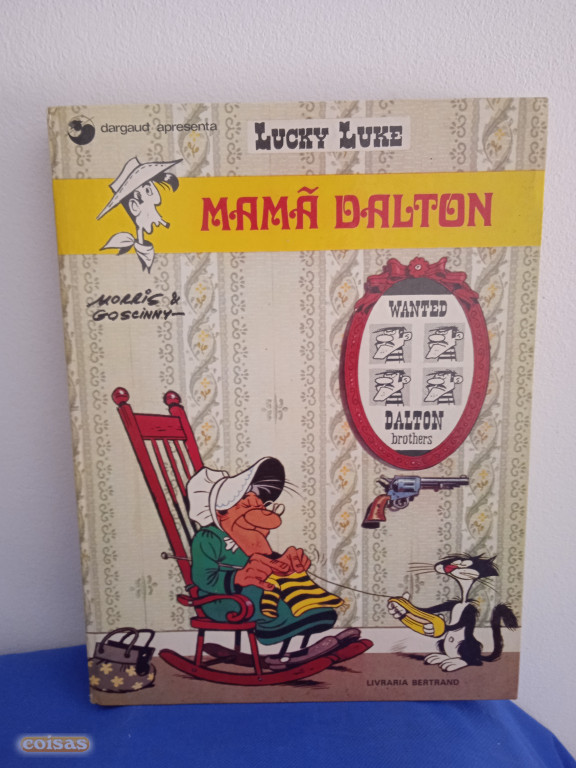 dargaud apresenta
LUCKY LUKE
MAMÃ DALTON
MORRIS &
GOSCINNY
WANTED
DALTON
brothers
LIVRARIA BERTRAND
coisas